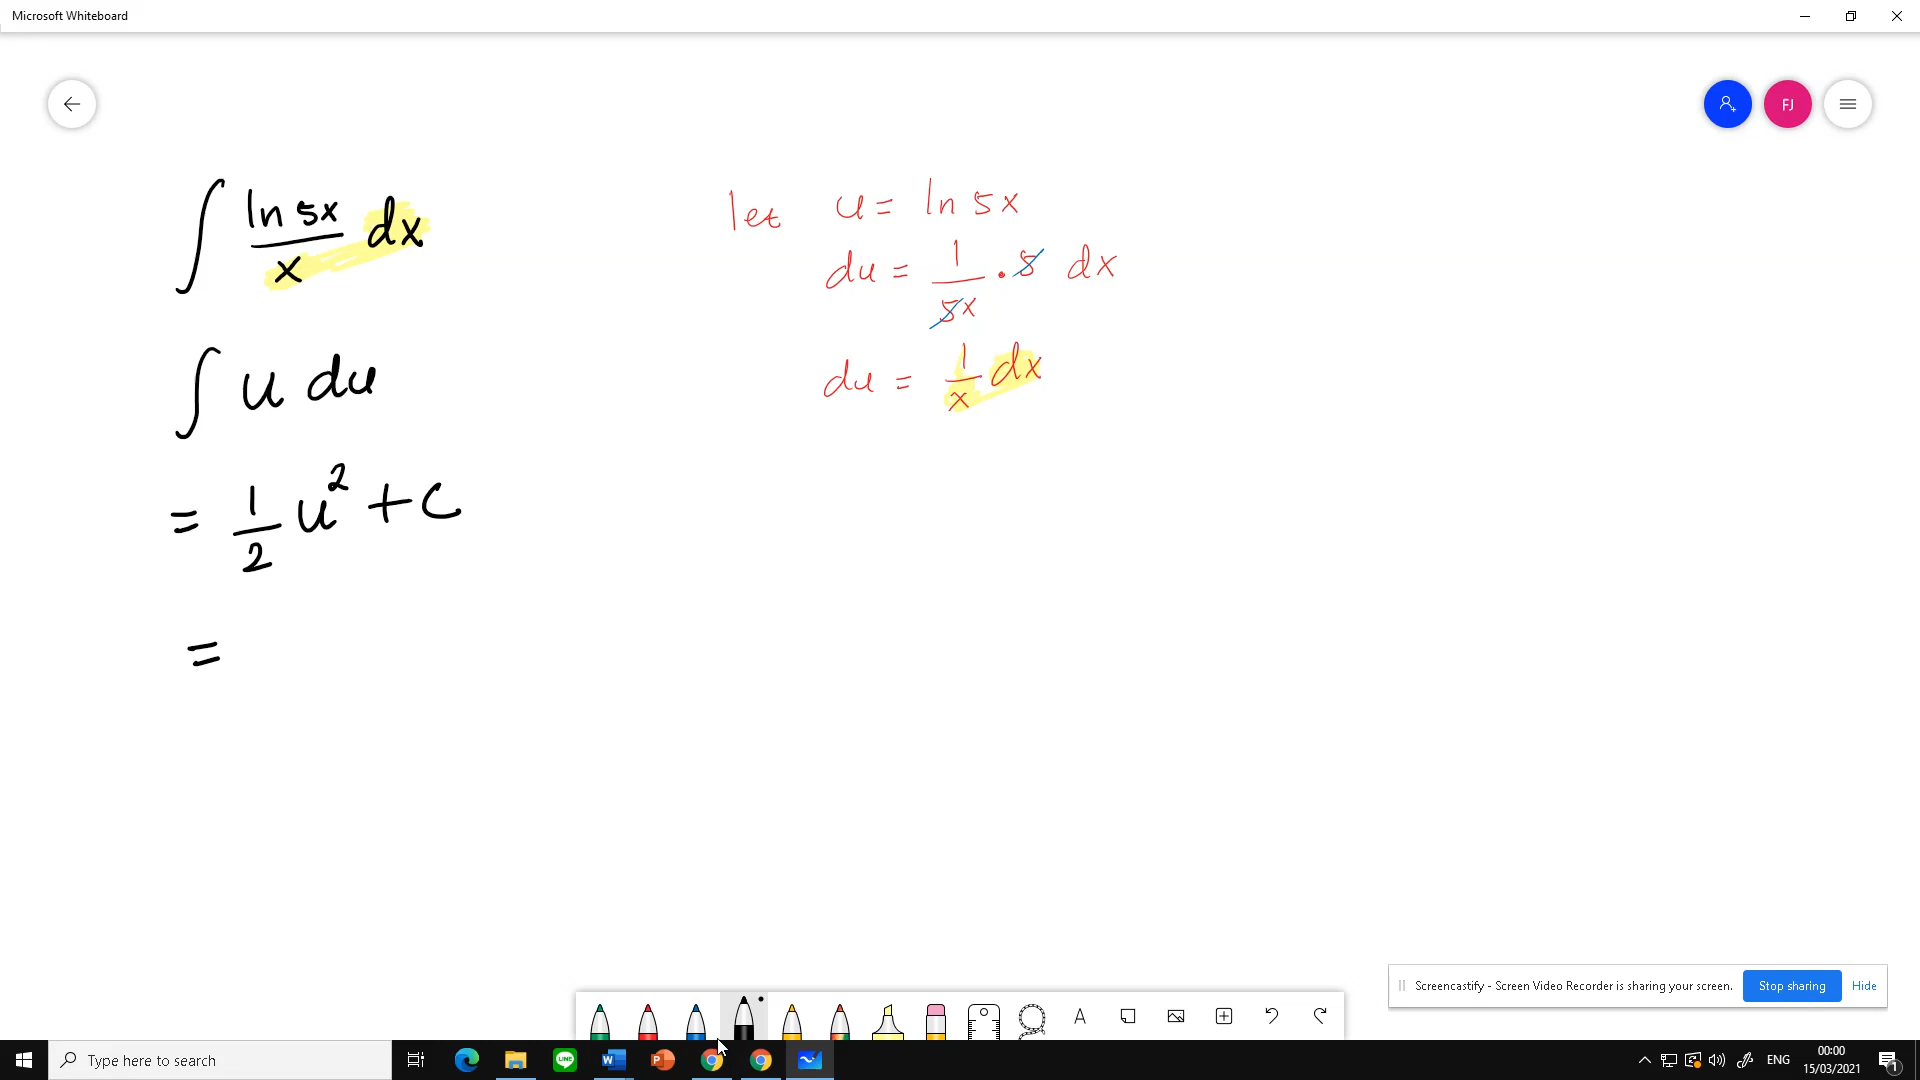 Microsoft Whiteboard
FJ
∫ ln 5x / x dx
let u = ln 5x
du = 1/5x · 5 dx
∫ u du
du = 1/x dx
= 1/2 u² + c
=
Screencastify - Screen Video Recorder is sharing your screen. Stop sharing Hide
Type here to search
ENG
00:00
15/03/2021
1